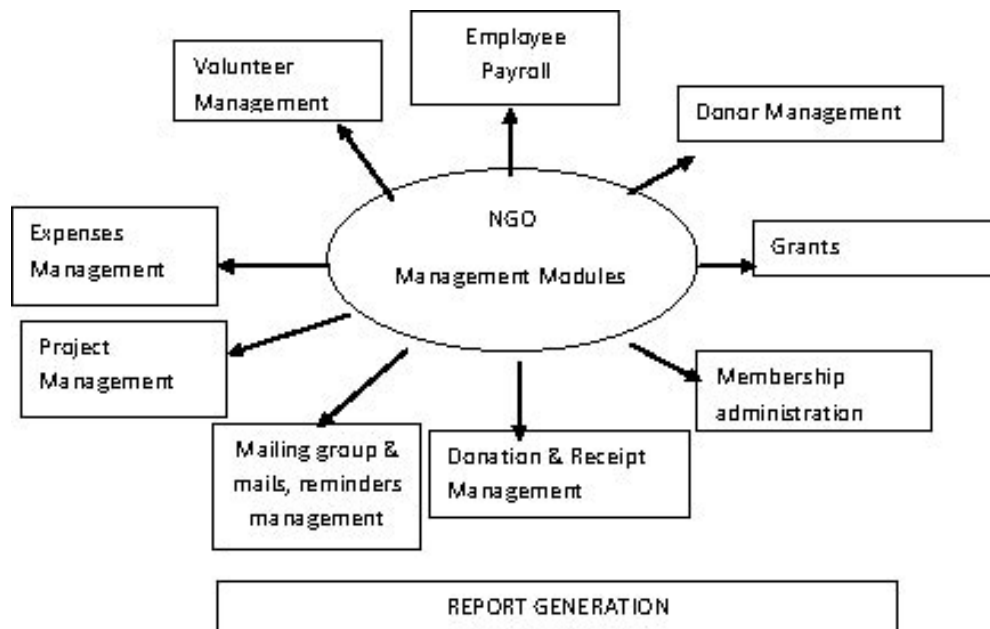 Employee
Payroll
Volunteer
Management
Donor Management
NGO
Management Modules
Expenses
Management
Grants
Project
Management
Membership
administration
Mailing group &
mails, reminders
management
Donation & Receipt
Management
REPORT GENERATION